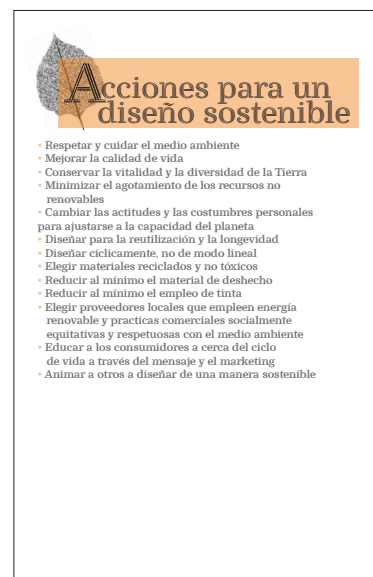 Acciones para un
diseño sostenible
• Respetar y cuidar el medio ambiente
• Mejorar la calidad de vida
• Conservar la vitalidad y la diversidad de la Tierra
• Minimizar el agotamiento de los recursos no
renovables
• Cambiar las actitudes y las costumbres personales
para ajustarse a la capacidad del planeta
• Diseñar para la reutilización y la longevidad
• Diseñar cíclicamente, no de modo lineal
• Elegir materiales reciclados y no tóxicos
• Reducir al mínimo el material de deshecho
• Reducir al mínimo el empleo de tinta
• Elegir proveedores locales que empleen energía
renovable y practicas comerciales socialmente
equitativas y respetuosas con el medio ambiente
• Educar a los consumidores a cerca del ciclo
de vida a través del mensaje y el marketing
• Animar a otros a diseñar de una manera sostenible